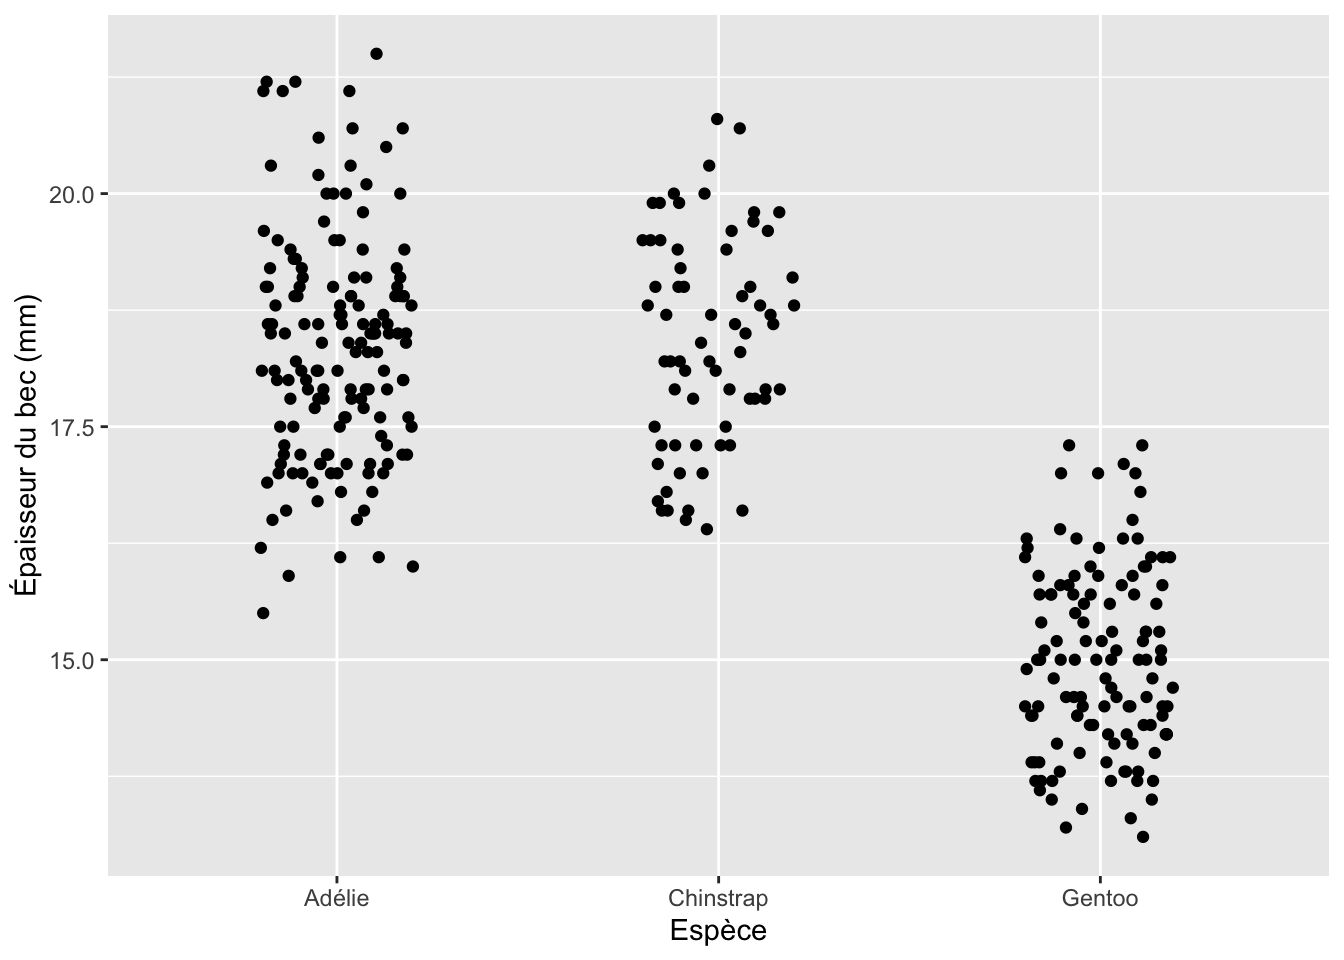 Épaisseur du bec (mm)
20.0
17.5
15.0
Adélie
Chinstrap
Gentoo
Espèce